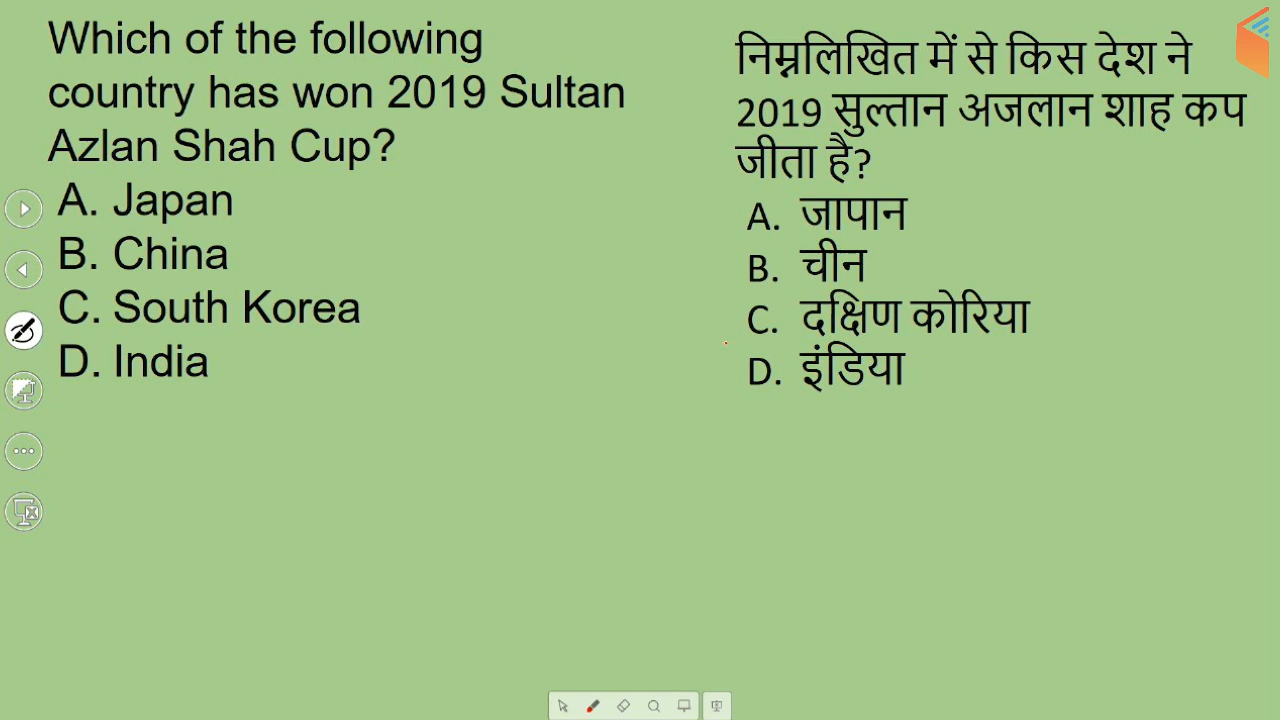 Which of the following
country has won 2019 Sultan
Azlan Shah Cup?
A. Japan
B. China
C. South Korea
D. India
निम्नलिखित में से किस देश ने
2019 सुल्तान अजलान शाह कप
जीता है?
A. जापान
B. चीन
C. दक्षिण कोरिया
D. इंडिया